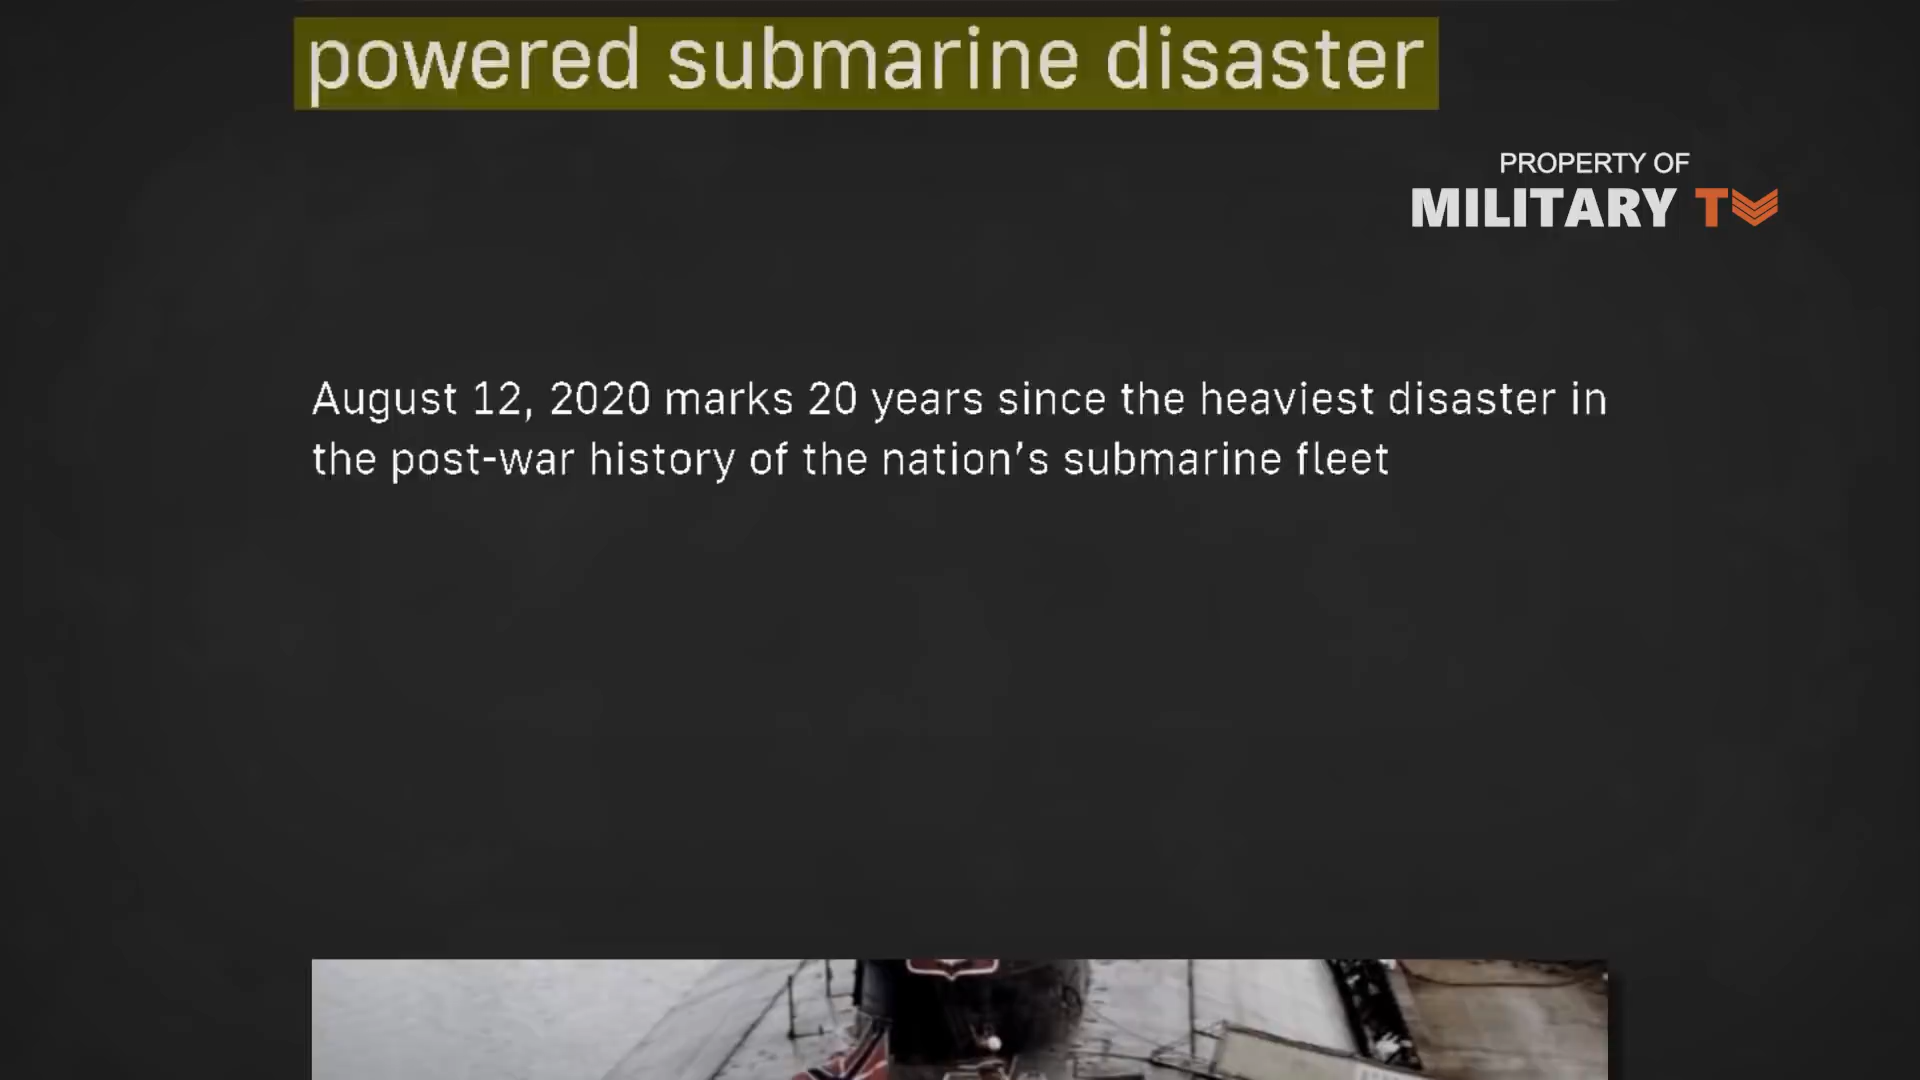 powered submarine disaster
PROPERTY OF
MILITARY TV
August 12, 2020 marks 20 years since the heaviest disaster in
the post-war history of the nation’s submarine fleet